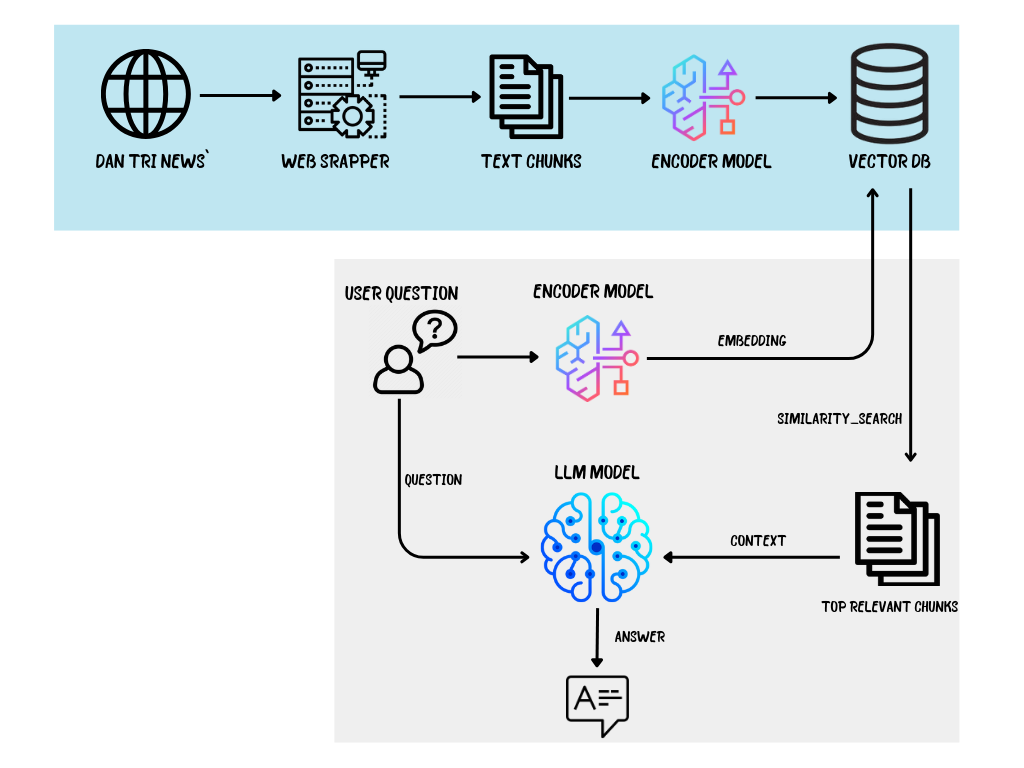 DAN TRI NEWS`
WEB SRAPPER
TEXT CHUNKS
ENCODER MODEL
VECTOR DB
USER QUESTION
ENCODER MODEL
?
EMBEDDING
SIMILARITY_SEARCH
LLM MODEL
QUESTION
CONTEXT
TOP RELEVANT CHUNKS
ANSWER
A